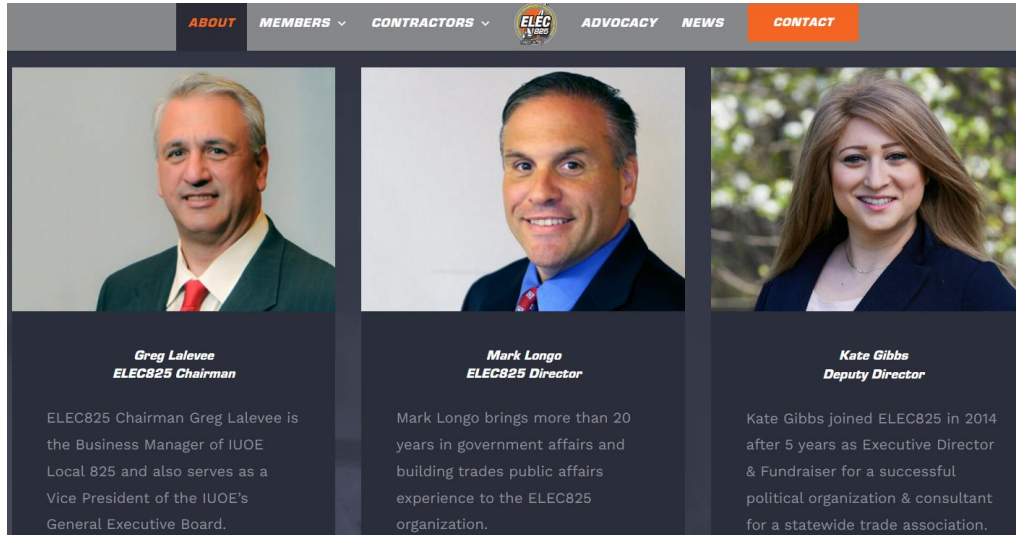 ABOUT MEMBERS CONTRACTORS ELEC 825 ADVOCACY NEWS CONTACT
Greg Lalevee
ELEC825 Chairman
ELEC825 Chairman Greg Lalevee is
the Business Manager of IUOE
Local 825 and also serves as a
Vice President of the IUOE's
General Executive Board.
Mark Longo
ELEC825 Director
Mark Longo brings more than 20
years in government affairs and
building trades public affairs
experience to the ELEC825
organization.
Kate Gibbs
Deputy Director
Kate Gibbs joined ELEC825 in 2014
after 5 years as Executive Director
& Fundraiser for a successful
political organization & consultant
for a statewide trade association.